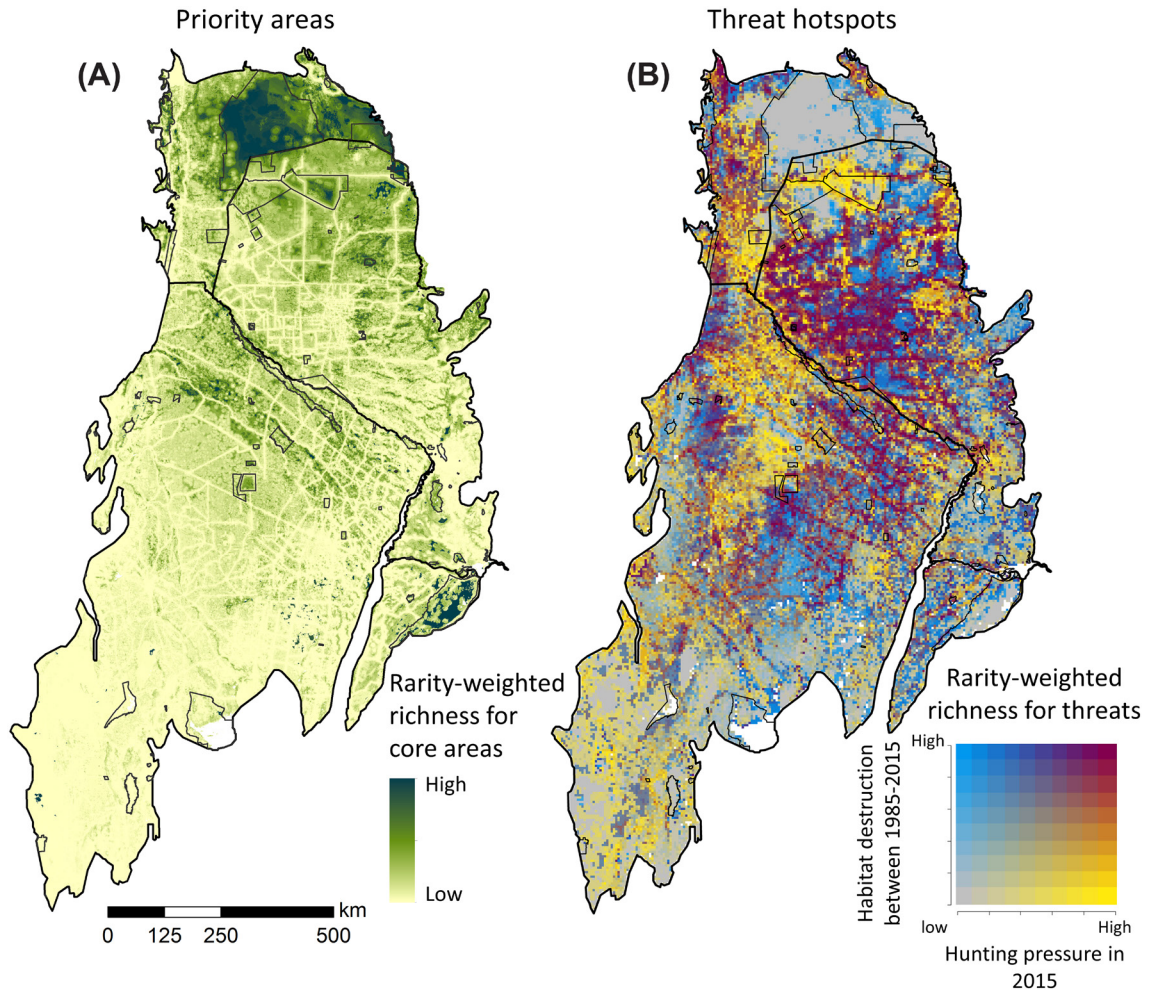 Priority areas
Threat hotspots
(A)
(B)
Rarity-weighted
richness for
core areas
High
Low
km
0 125 250 500
Rarity-weighted
richness for threats
High
Habitat destruction
between 1985-2015
low High
Hunting pressure in
2015